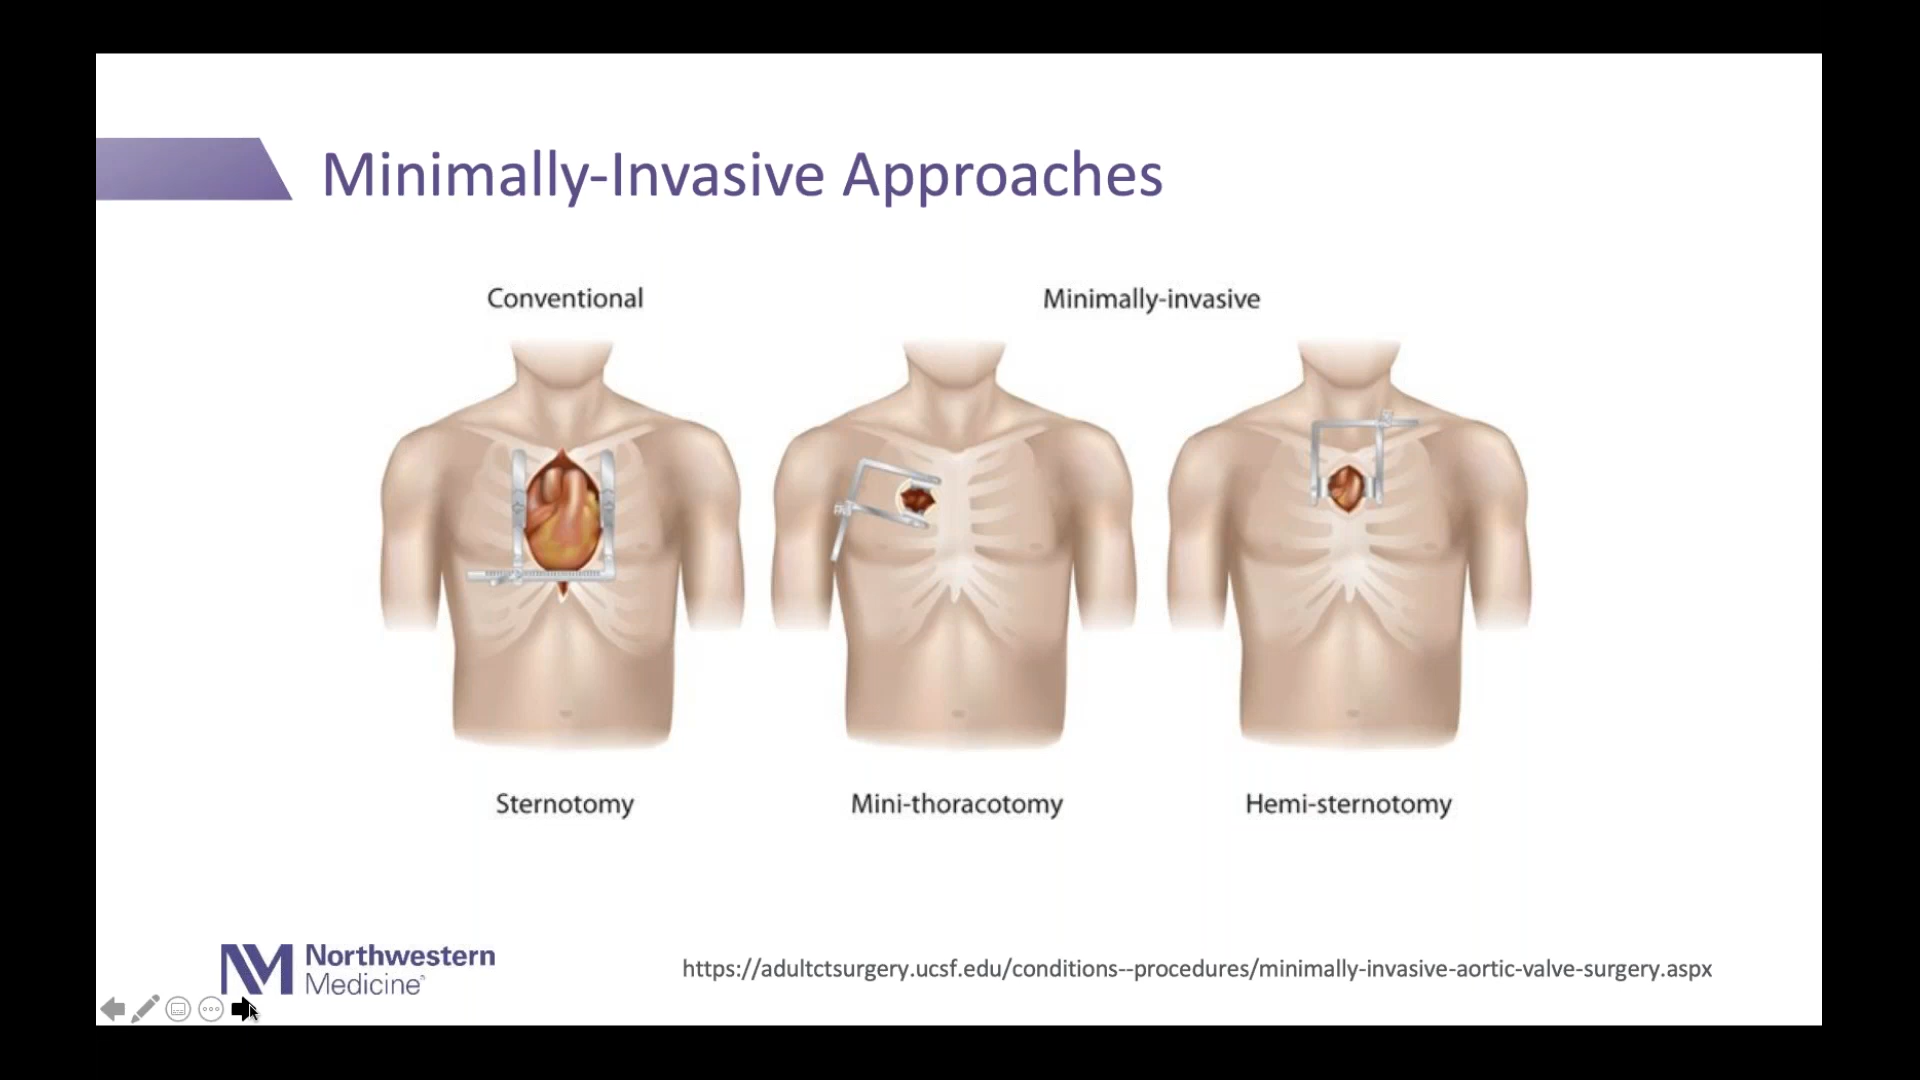 Minimally-Invasive Approaches
Conventional
Minimally-invasive
Sternotomy
Mini-thoracotomy
Hemi-sternotomy
NM
Northwestern
Medicine®
https://adultctsurgery.ucsf.edu/conditions--procedures/minimally-invasive-aortic-valve-surgery.aspx